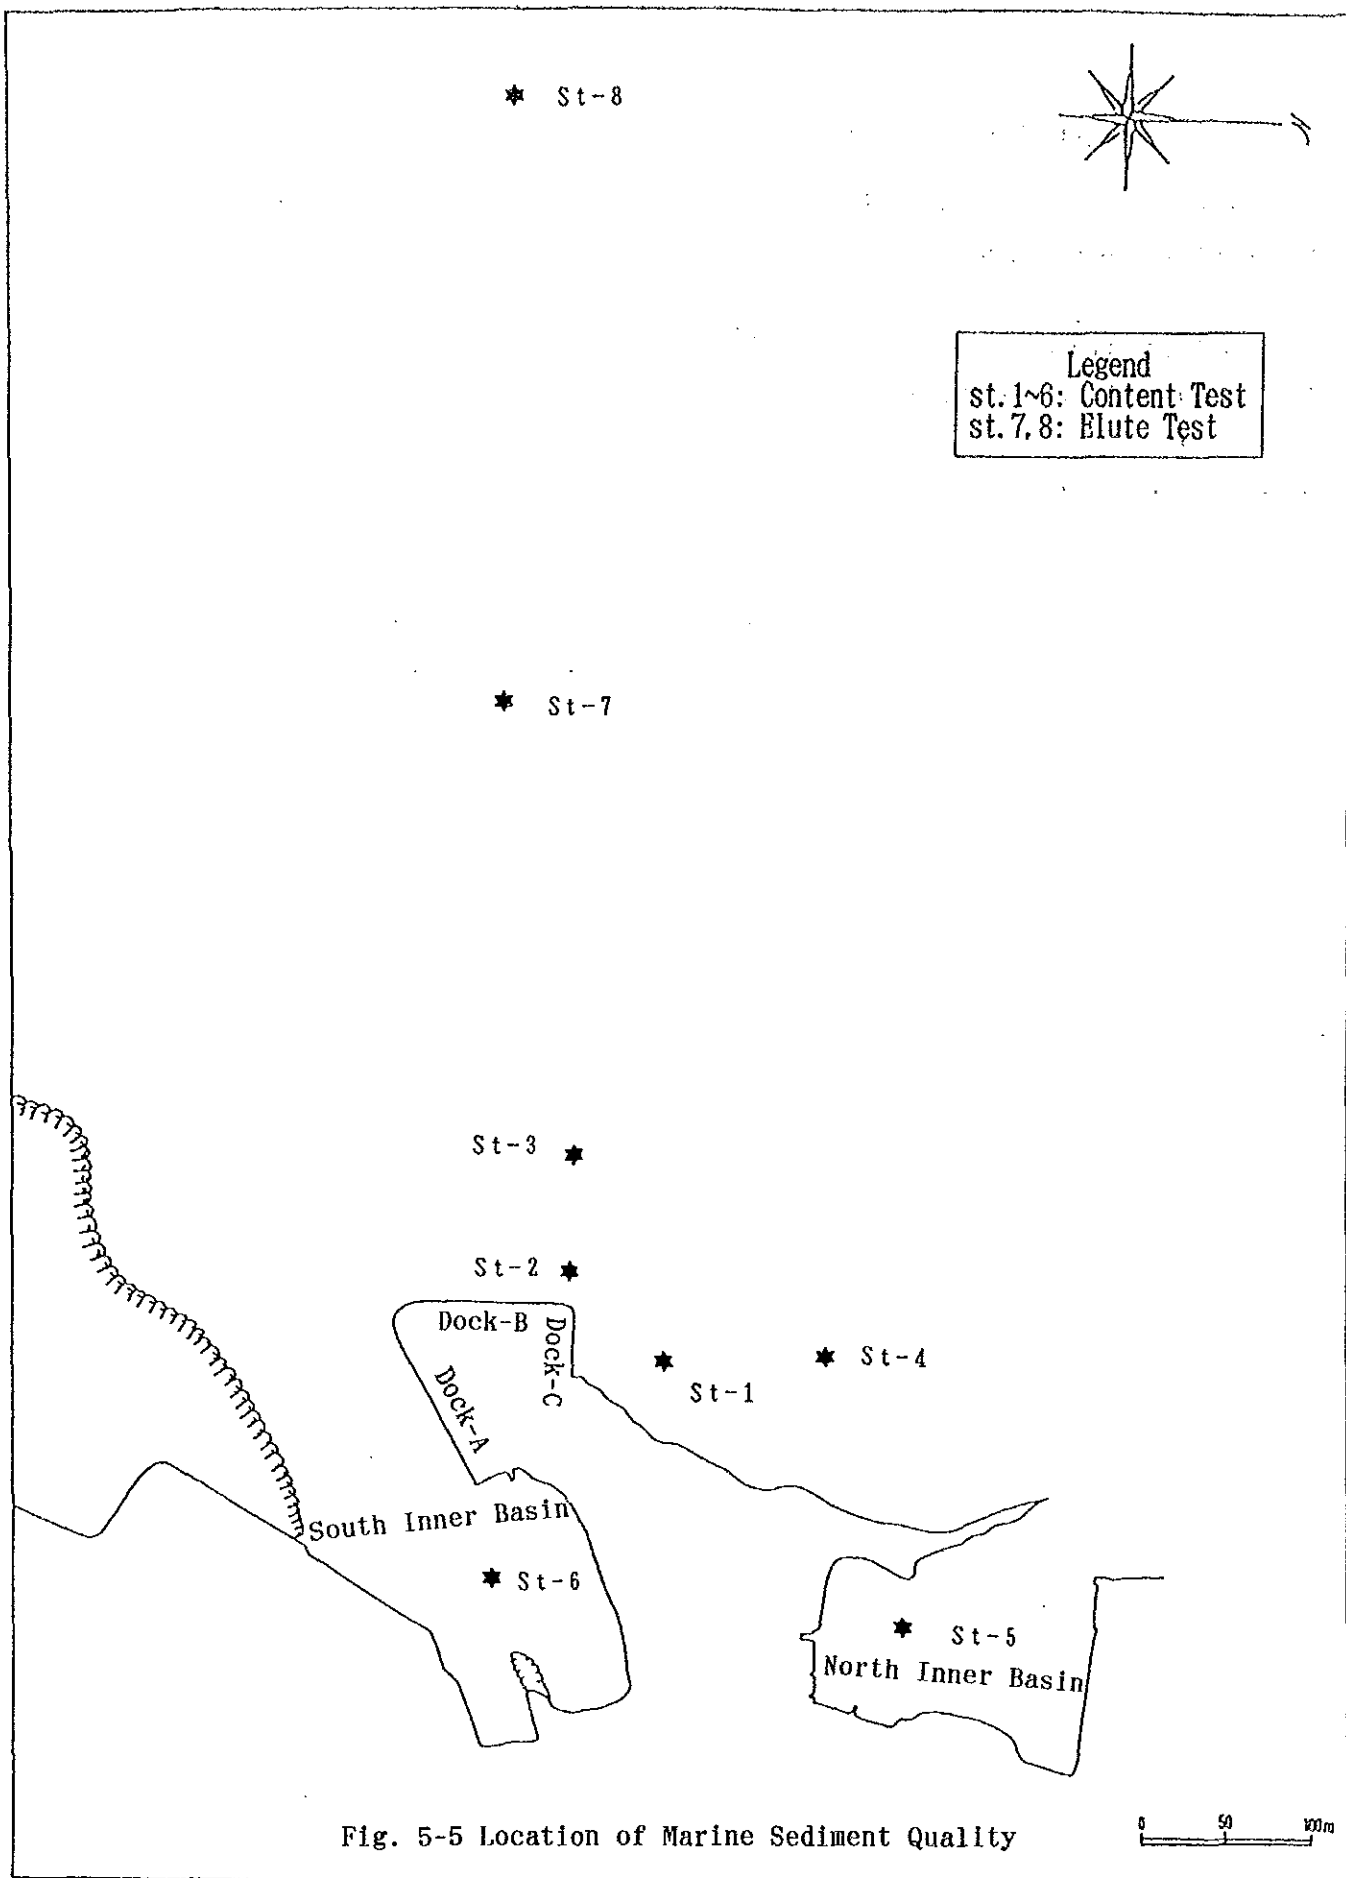 St-8
Legend
st.1~6: Content Test
st.7,8: Elute Test
St-7
St-3
St-2
Dock-B
Dock-C
Dock-A
St-1
St-4
South Inner Basin
St-6
St-5
North Inner Basin
Fig. 5-5 Location of Marine Sediment Quality
0 50 100m